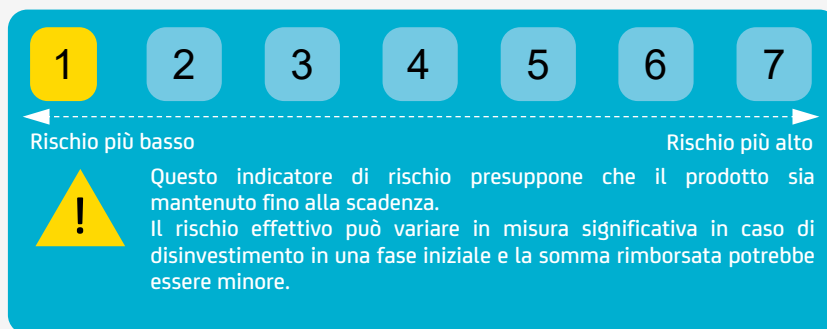 1 2 3 4 5 6 7
Rischio più basso Rischio più alto
!
Questo indicatore di rischio presuppone che il prodotto sia
mantenuto fino alla scadenza.
Il rischio effettivo può variare in misura significativa in caso di
disinvestimento in una fase iniziale e la somma rimborsata potrebbe
essere minore.